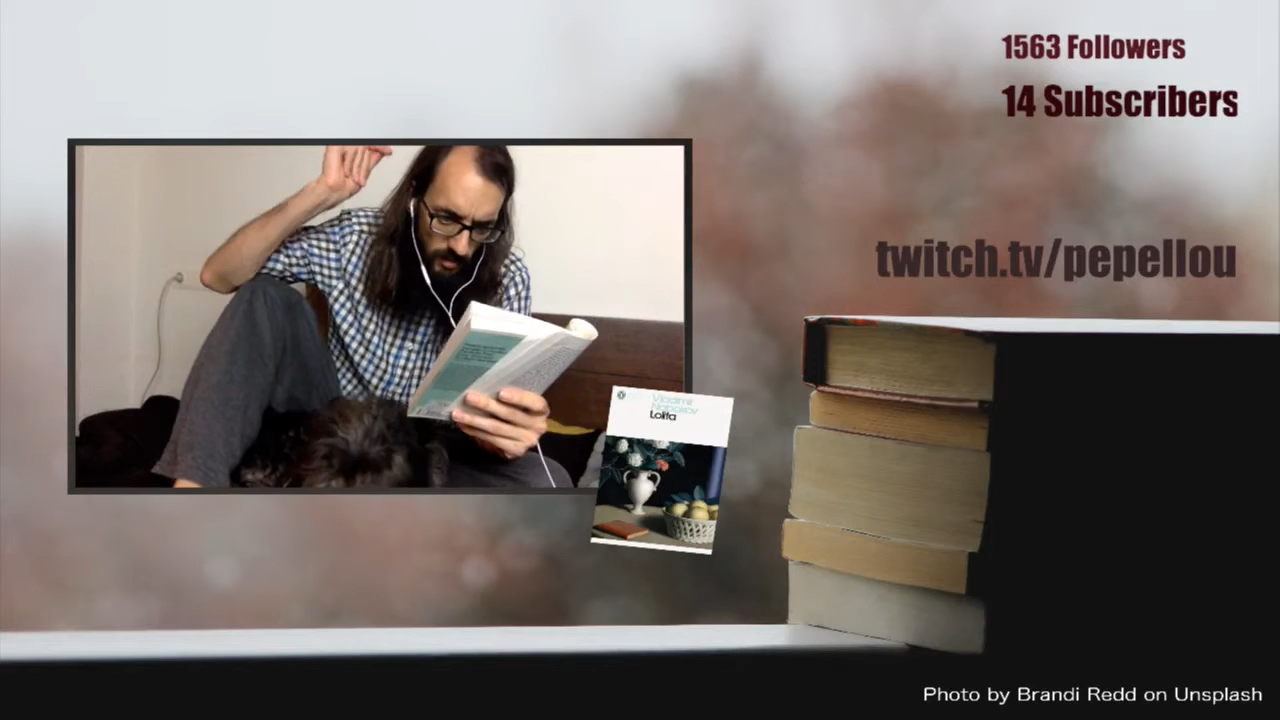 1563 Followers
14 Subscribers
twitch.tv/pepellou
Vladimir
Nabokov
Lolita
Photo by Brandi Redd on Unsplash